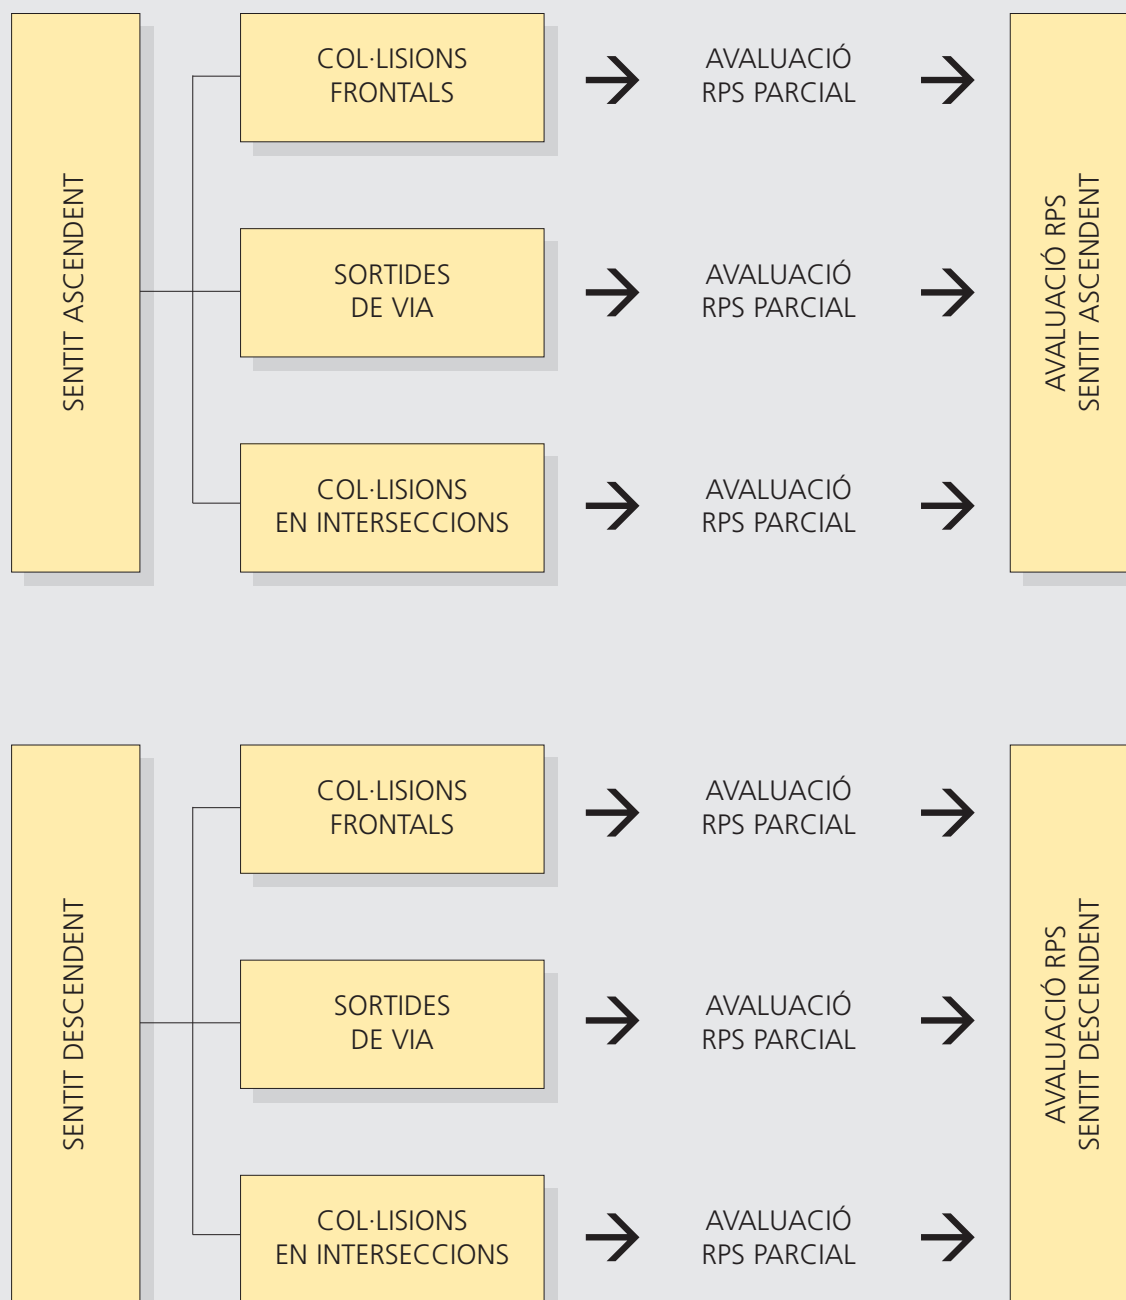 SENTIT ASCENDENT
COL·LISIONS
FRONTALS
AVALUACIÓ
RPS PARCIAL
SORTIDES
DE VIA
AVALUACIÓ
RPS PARCIAL
COL·LISIONS
EN INTERSECCIONS
AVALUACIÓ
RPS PARCIAL
AVALUACIÓ RPS
SENTIT ASCENDENT
SENTIT DESCENDENT
COL·LISIONS
FRONTALS
AVALUACIÓ
RPS PARCIAL
SORTIDES
DE VIA
AVALUACIÓ
RPS PARCIAL
COL·LISIONS
EN INTERSECCIONS
AVALUACIÓ
RPS PARCIAL
AVALUACIÓ RPS
SENTIT DESCENDENT